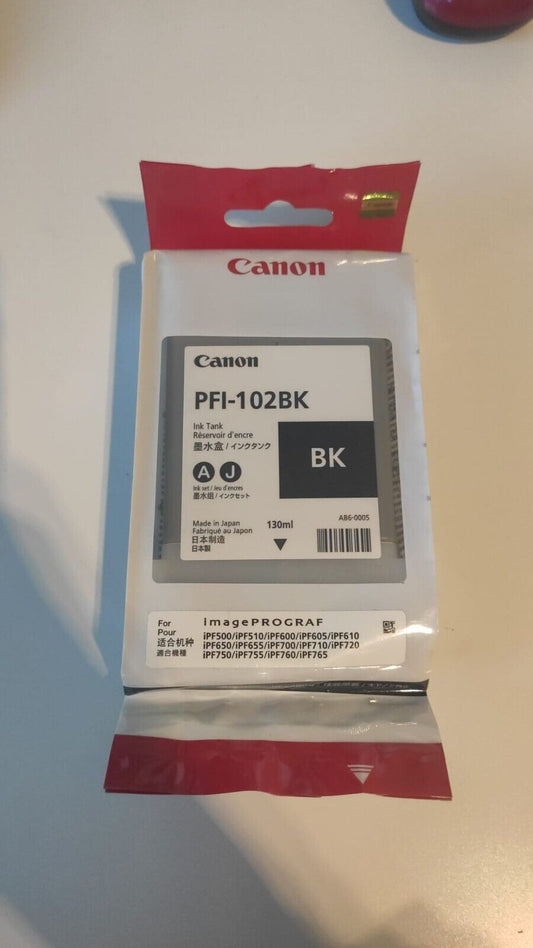 Canon
Canon
PFI-102BK
Ink Tank
Réservoir d'encre
墨水盒 / インクタンク
BK
A J
Ink set / Jeu d'encres
墨水组 / インクセット
AB6-0005
Made in Japan
Fabriqué au Japon
日本制造
日本製
130ml
For
Pour
适合机种
適合機種
imagePROGRAF
iPF500/iPF510/iPF600/iPF605/iPF610
iPF650/iPF655/iPF700/iPF710/iPF720
iPF750/iPF755/iPF760/iPF765